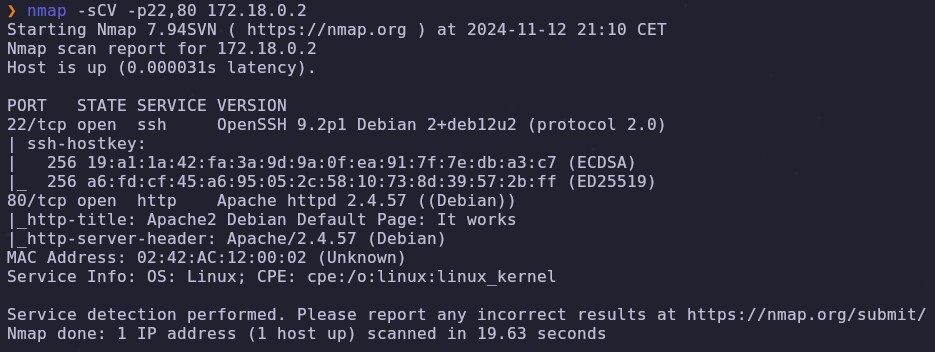 ❯ nmap -sCV -p22,80 172.18.0.2
Starting Nmap 7.94SVN ( https://nmap.org ) at 2024-11-12 21:10 CET
Nmap scan report for 172.18.0.2
Host is up (0.000031s latency).

PORT   STATE SERVICE VERSION
22/tcp open  ssh     OpenSSH 9.2p1 Debian 2+deb12u2 (protocol 2.0)
| ssh-hostkey:
|   256 19:a1:1a:42:fa:3a:9d:9a:0f:ea:91:7f:7e:db:a3:c7 (ECDSA)
|_  256 a6:fd:cf:45:a6:95:05:2c:58:10:73:8d:39:57:2b:ff (ED25519)
80/tcp open  http    Apache httpd 2.4.57 ((Debian))
|_http-title: Apache2 Debian Default Page: It works
|_http-server-header: Apache/2.4.57 (Debian)
MAC Address: 02:42:AC:12:00:02 (Unknown)
Service Info: OS: Linux; CPE: cpe:/o:linux:linux_kernel

Service detection performed. Please report any incorrect results at https://nmap.org/submit/
Nmap done: 1 IP address (1 host up) scanned in 19.63 seconds